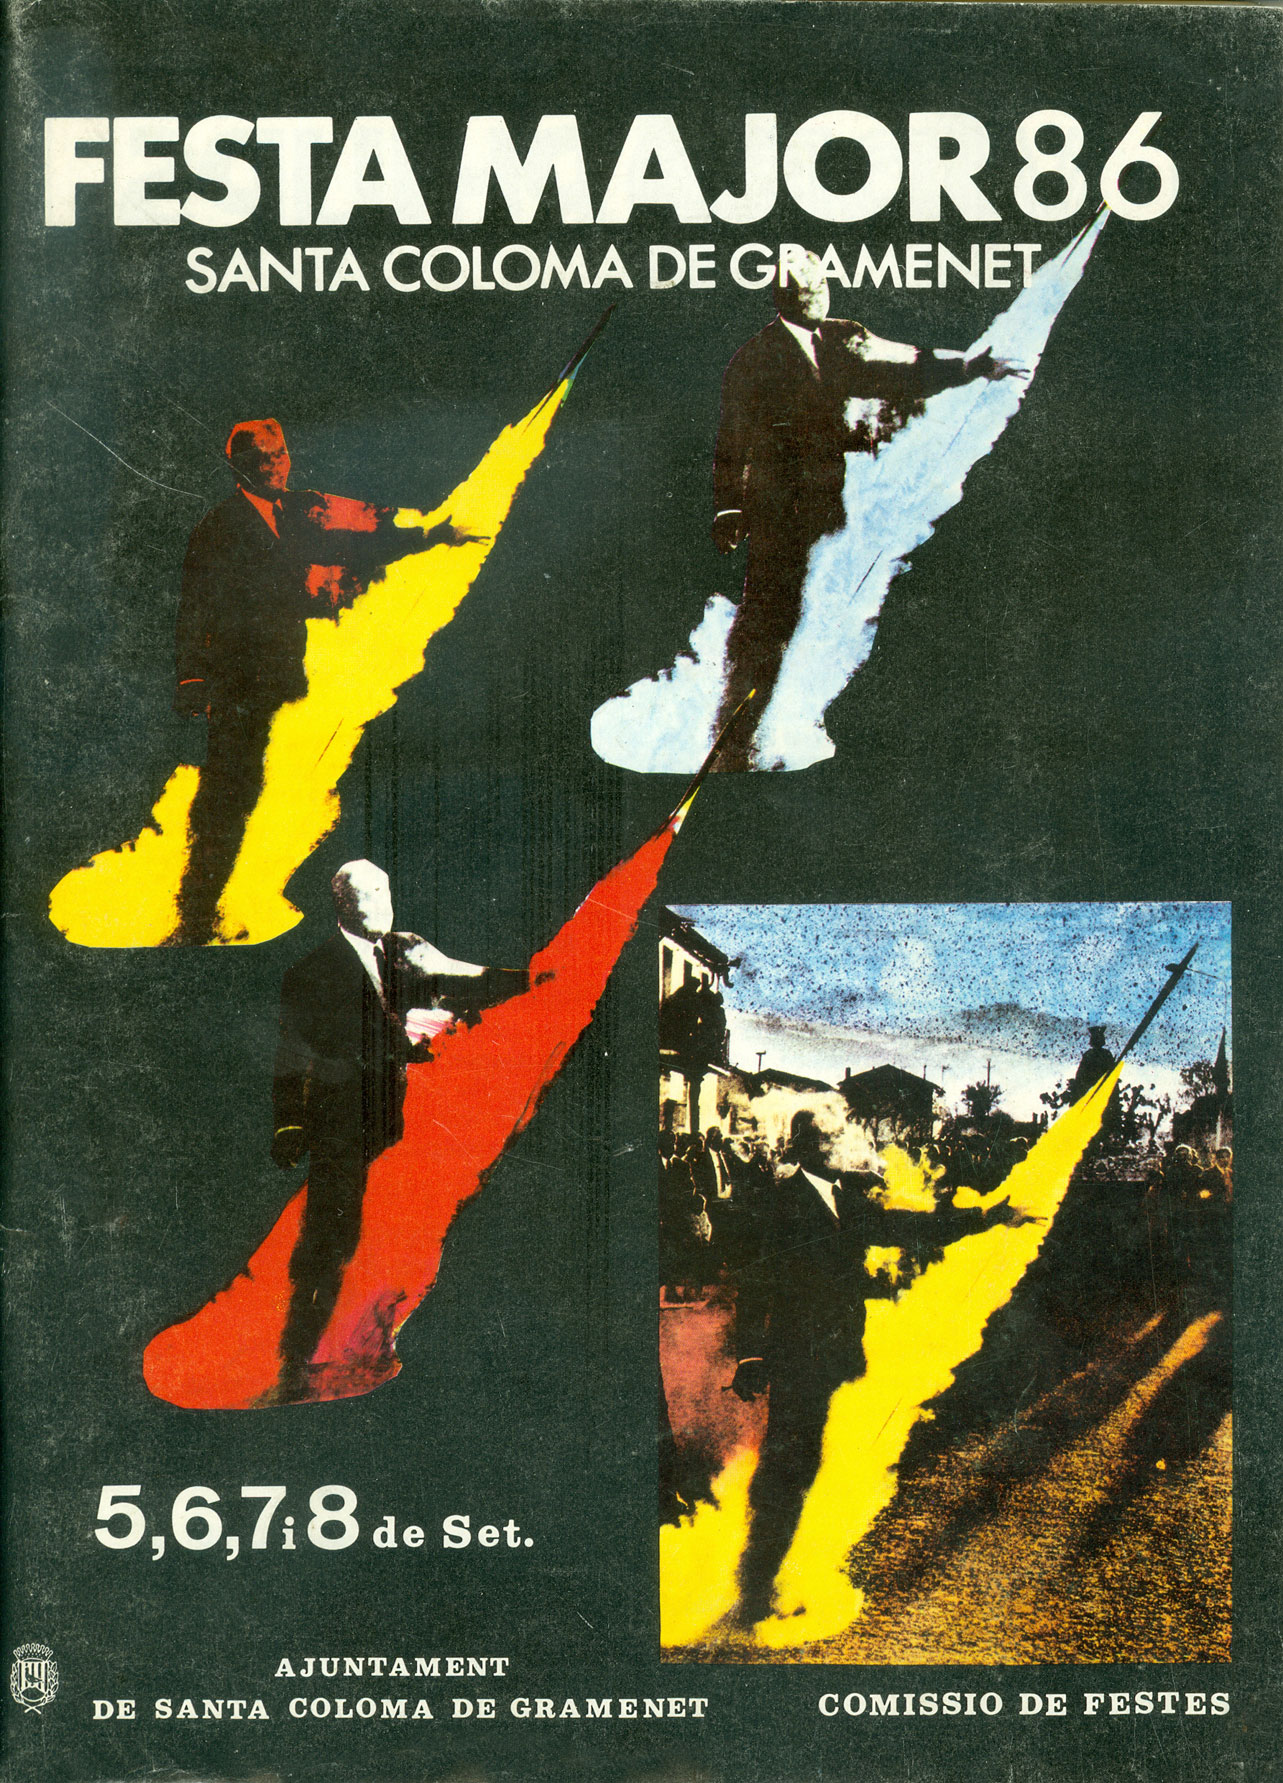 FESTA MAJOR 86
SANTA COLOMA DE GRAMENET
5, 6, 7 i 8 de Set.
AJUNTAMENT
DE SANTA COLOMA DE GRAMENET
COMISSIO DE FESTES